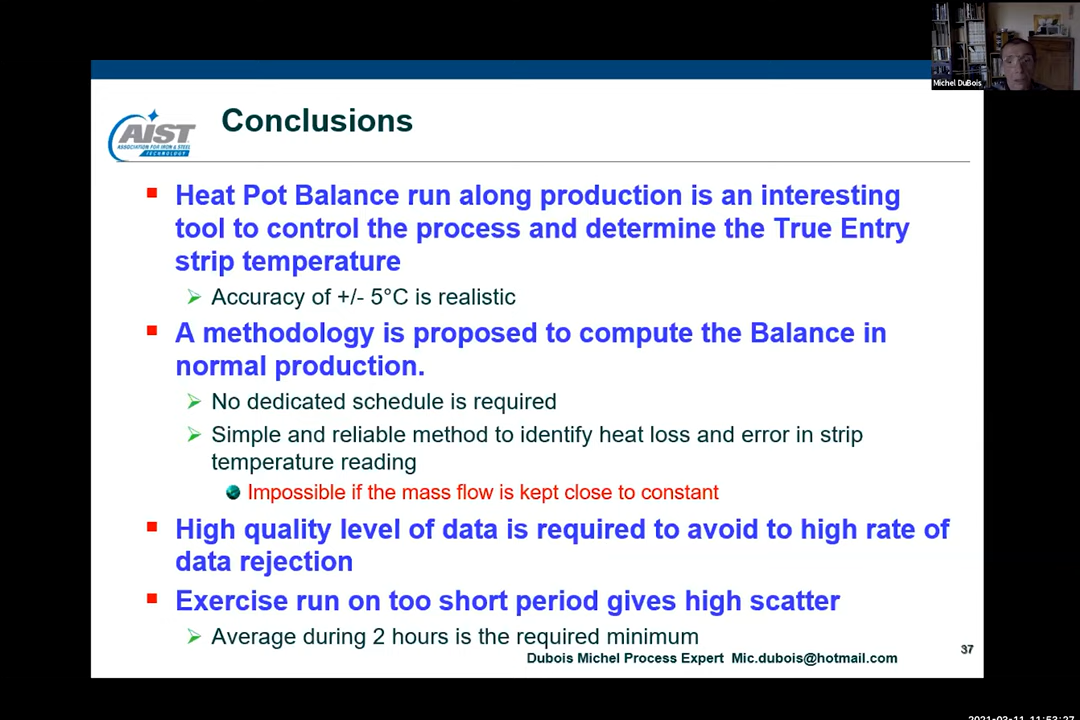 Michel DuBois
AIST
ASSOCIATION FOR IRON & STEEL
TECHNOLOGY
Conclusions
Heat Pot Balance run along production is an interesting
tool to control the process and determine the True Entry
strip temperature
Accuracy of +/- 5°C is realistic
A methodology is proposed to compute the Balance in
normal production.
No dedicated schedule is required
Simple and reliable method to identify heat loss and error in strip
temperature reading
Impossible if the mass flow is kept close to constant
High quality level of data is required to avoid to high rate of
data rejection
Exercise run on too short period gives high scatter
Average during 2 hours is the required minimum
Dubois Michel Process Expert Mic.dubois@hotmail.com
37
2021-03-11 11:53:27